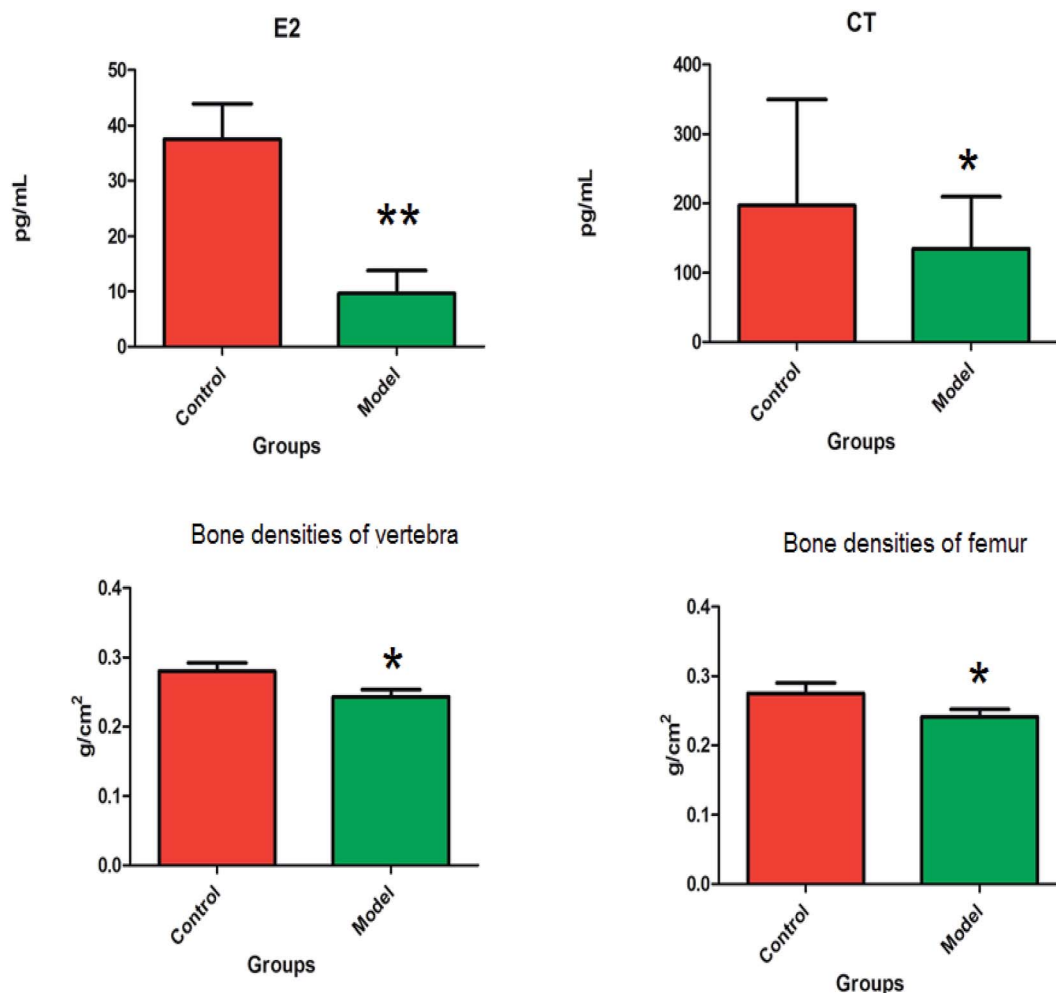 E2
50
40
30
20
10
0
pg/mL
**
Control
Model
Groups
CT
400
300
200
100
0
pg/mL
*
Control
Model
Groups
Bone densities of vertebra
0.4
0.3
0.2
0.1
0.0
g/cm²
*
Control
Model
Groups
Bone densities of femur
0.4
0.3
0.2
0.1
0.0
g/cm²
*
Control
Model
Groups